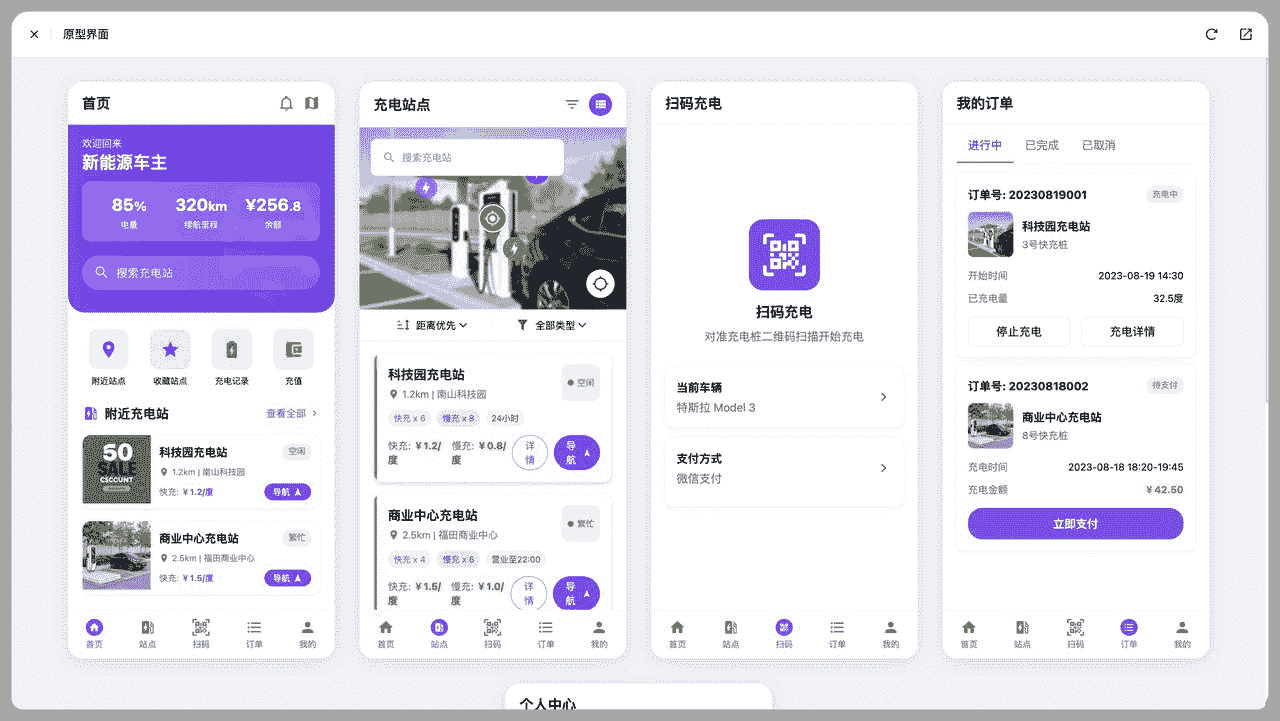 原型界面
首页
欢迎回来
新能源车主
85%
320km
¥256.8
电量
续航里程
余额
搜索充电站
附近站点
收藏站点
充电记录
充值
附近充电站
查看全部
50
SALE
科技园充电站
空闲
1.2km | 南山科技园
快充: ¥1.2/度
导航
商业中心充电站
繁忙
2.5km | 福田商业中心
快充: ¥1.5/度
导航
首页
站点
扫码
订单
我的
充电站点
搜索充电站
距离优先
全部类型
科技园充电站
空闲
1.2km | 南山科技园
快充 x 6
慢充 x 8
24小时
快充: ¥1.2/度
慢充: ¥0.8/度
详情
导航
商业中心充电站
繁忙
2.5km | 福田商业中心
快充 x 4
慢充 x 6
营业至22:00
快充: ¥1.5/度
慢充: ¥1.0/度
详情
导航
首页
站点
扫码
订单
我的
扫码充电
扫码充电
对准充电桩二维码扫描开始充电
当前车辆
特斯拉 Model 3
支付方式
微信支付
首页
站点
扫码
订单
我的
我的订单
进行中
已完成
已取消
订单号: 20230819001
充电中
科技园充电站
3号快充桩
开始时间
2023-08-19 14:30
已充电量
32.5度
停止充电
充电详情
订单号: 20230818002
待支付
商业中心充电站
8号快充桩
充电时间
2023-08-18 18:20-19:45
充电金额
¥42.50
立即支付
首页
站点
扫码
订单
我的
个人中心